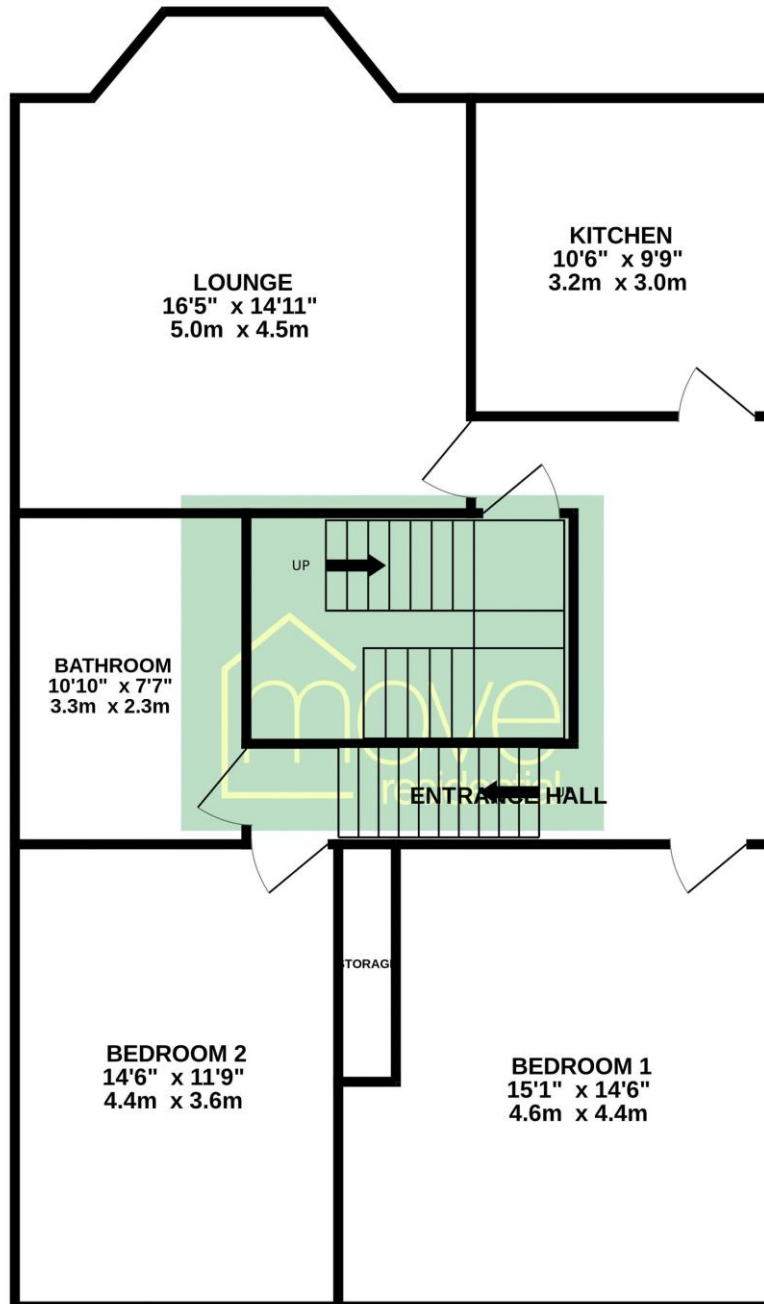 KITCHEN
10'6" x 9'9"
3.2m x 3.0m
LOUNGE
16'5" x 14'11"
5.0m x 4.5m
UP
BATHROOM
10'10" x 7'7"
3.3m x 2.3m
move
residential
ENTRANCE HALL
STORAGE
BEDROOM 2
14'6" x 11'9"
4.4m x 3.6m
BEDROOM 1
15'1" x 14'6"
4.6m x 4.4m